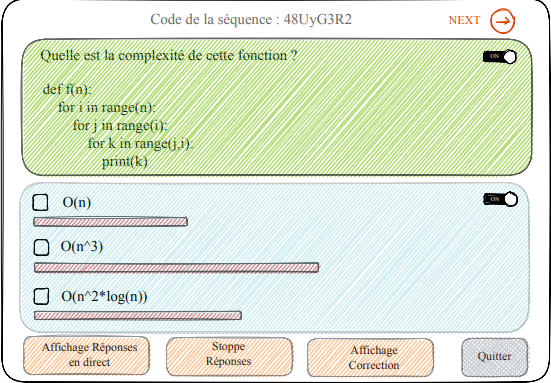 Code de la séquence : 48UyG3R2
NEXT
Quelle est la complexité de cette fonction ?
ON
def f(n):
for i in range(n):
for j in range(i):
for k in range(j,i):
print(k)
O(n)
ON
O(n^3)
O(n^2*log(n))
Affichage Réponses
en direct
Stoppe
Réponses
Affichage
Correction
Quitter